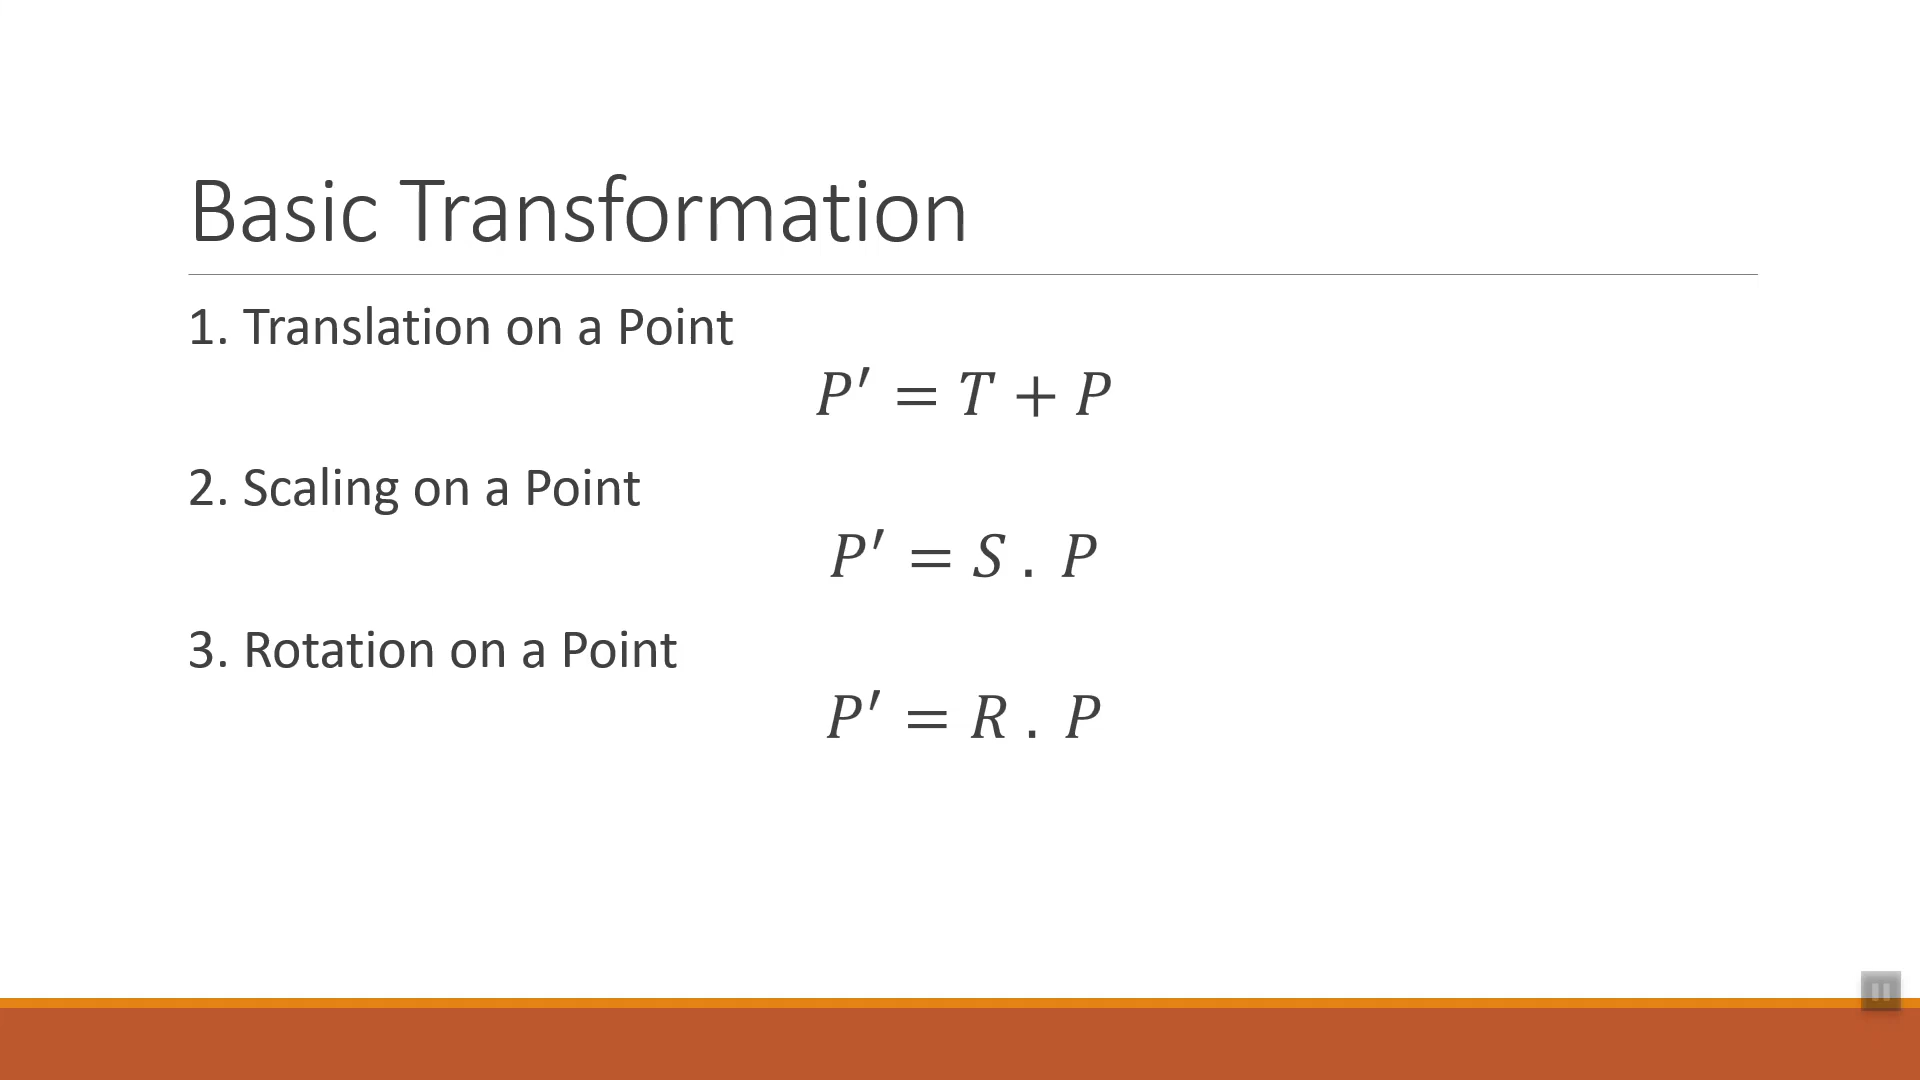 Basic Transformation
1. Translation on a Point
P′ = T + P
2. Scaling on a Point
P′ = S . P
3. Rotation on a Point
P′ = R . P